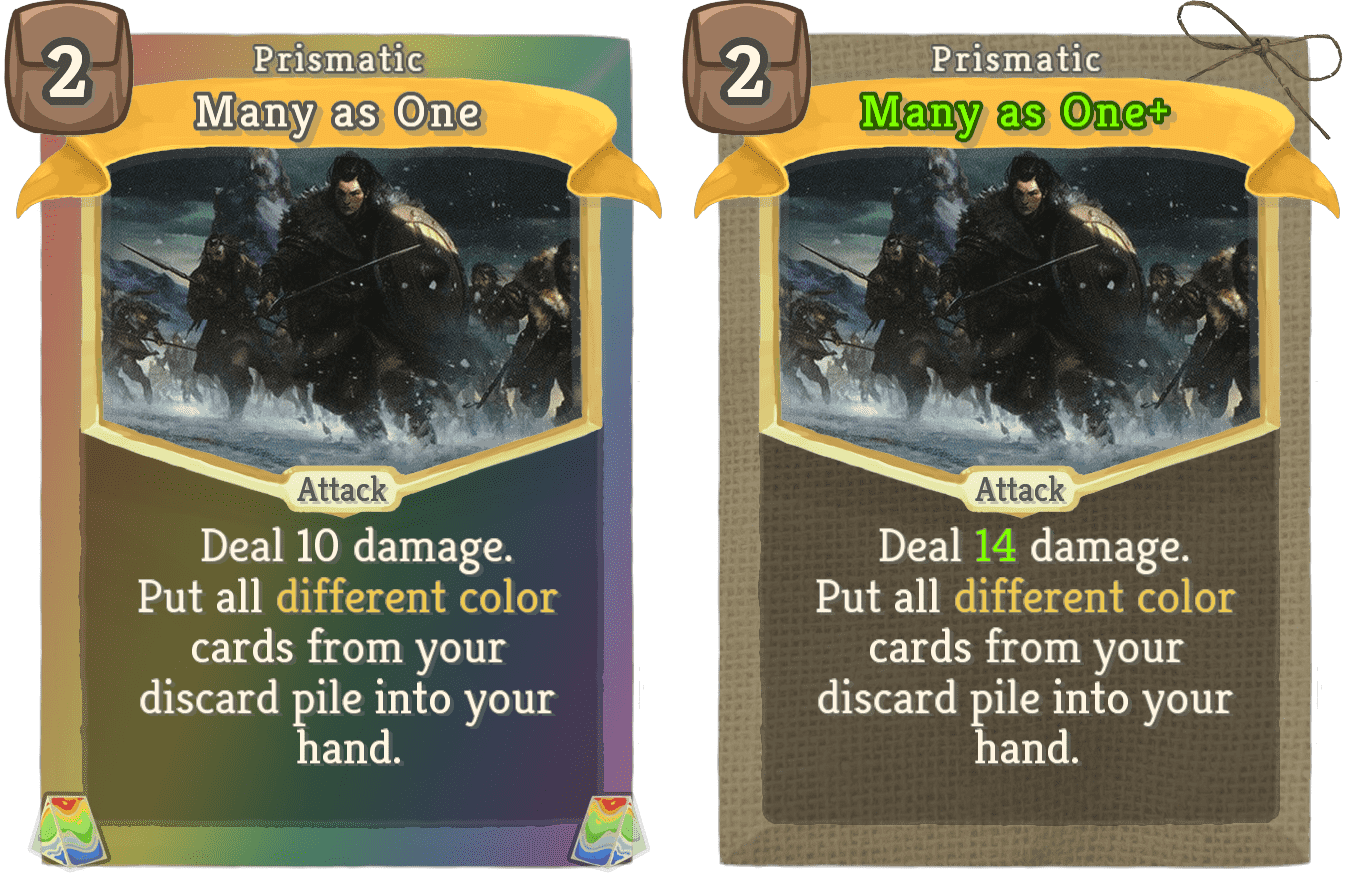 2
Prismatic
Many as One
Attack
Deal 10 damage.
Put all different color
cards from your
discard pile into your
hand.
2
Prismatic
Many as One+
Attack
Deal 14 damage.
Put all different color
cards from your
discard pile into your
hand.